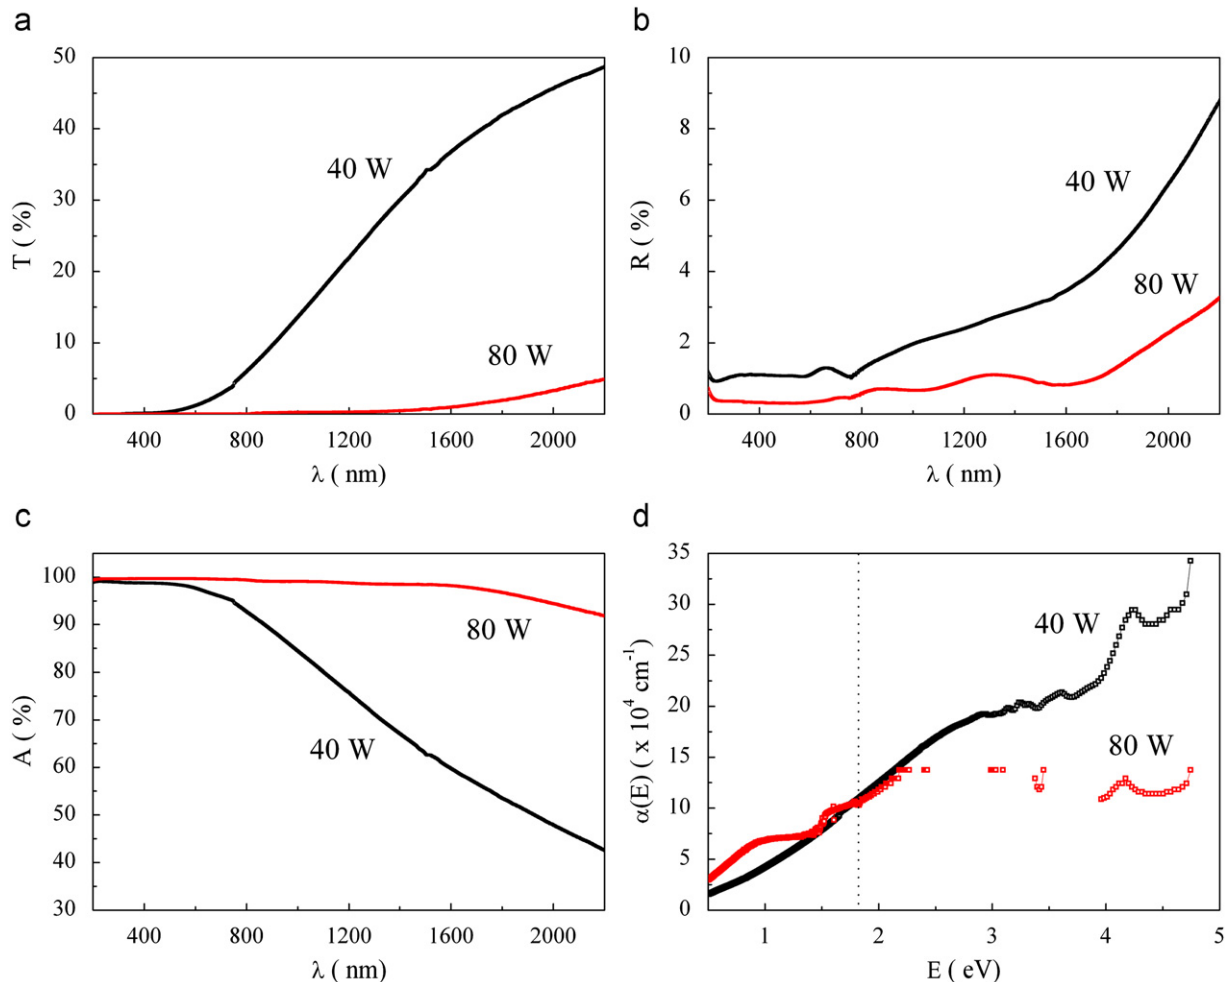 a
50
40
30
20
10
0
T ( %)
40 W
80 W
400 800 1200 1600 2000
λ ( nm)
b
10
8
6
4
2
0
R ( %)
40 W
80 W
400 800 1200 1600 2000
λ ( nm)
c
100
90
80
70
60
50
40
30
A ( %)
80 W
40 W
400 800 1200 1600 2000
λ ( nm)
d
35
30
25
20
15
10
5
0
α(E) ( x 10⁴ cm⁻¹)
40 W
80 W
1 2 3 4 5
E ( eV)